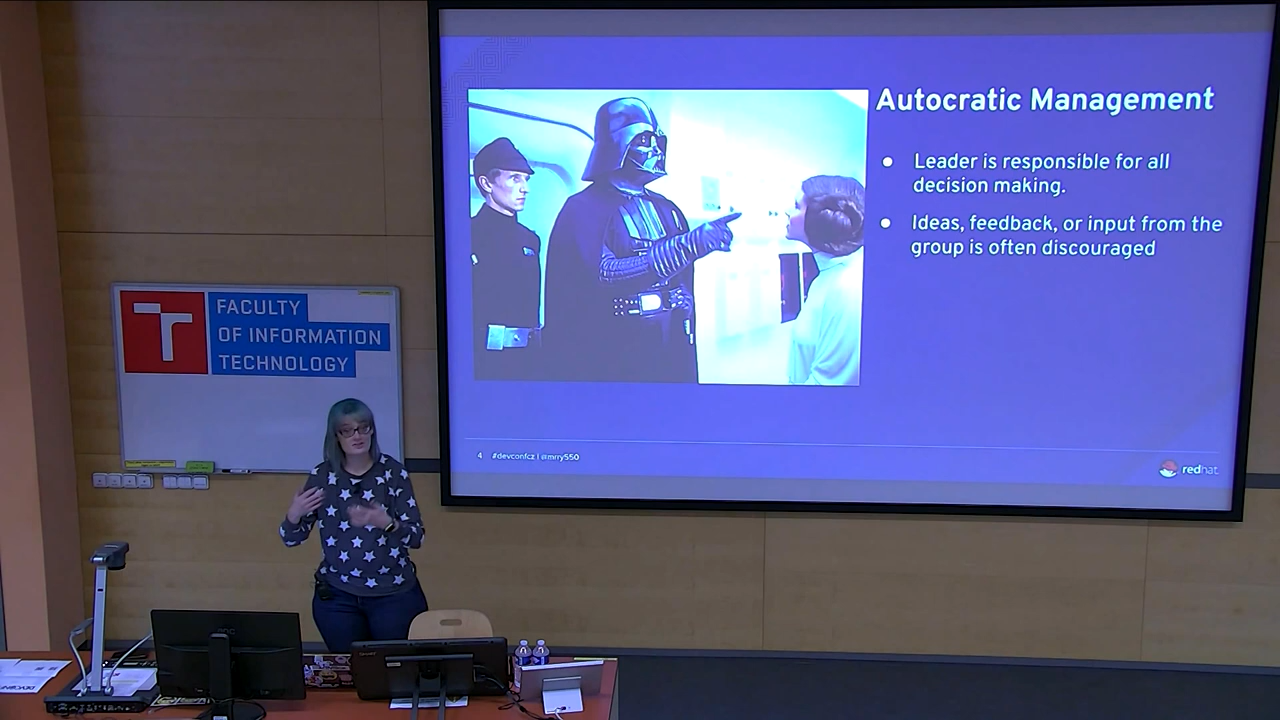 Autocratic Management
Leader is responsible for all
decision making.
Ideas, feedback, or input from the
group is often discouraged
4 #devconfcz | @mrry550
redhat
FACULTY
OF INFORMATION
TECHNOLOGY